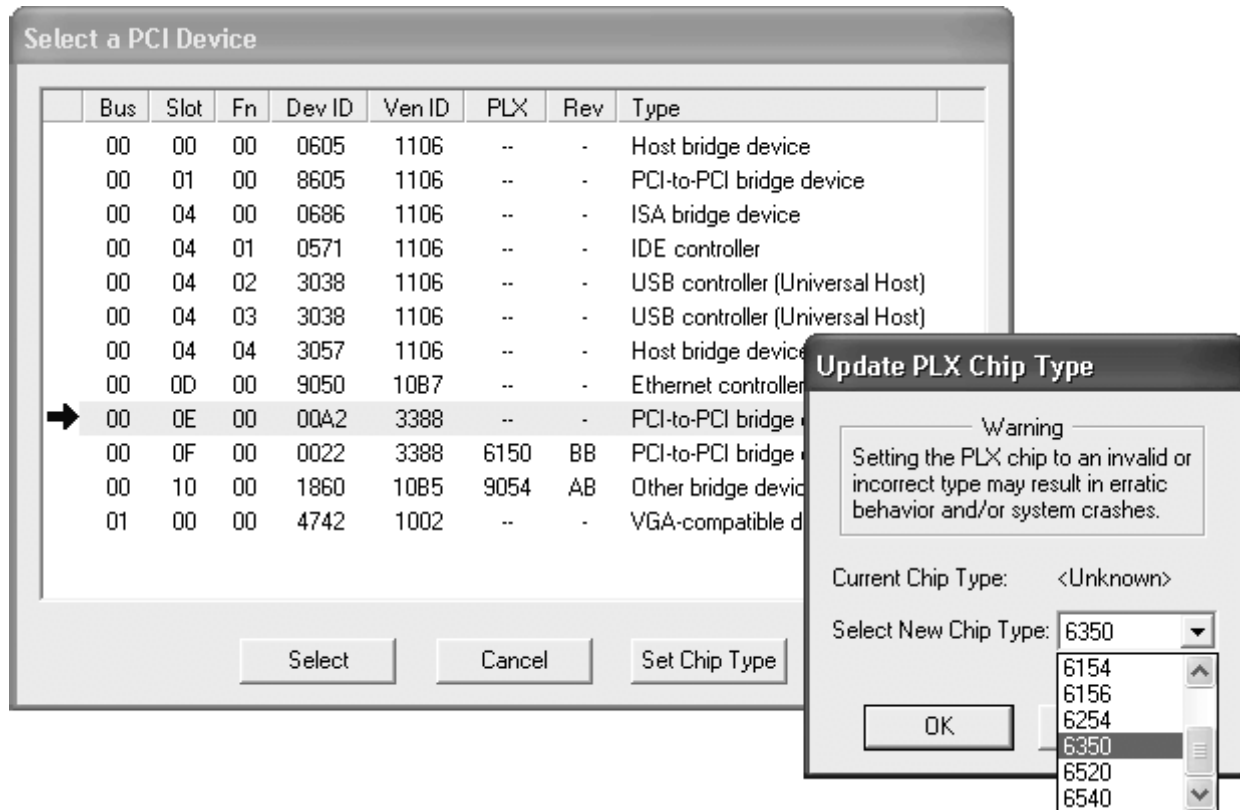 Select a PCI Device
Bus Slot Fn Dev ID Ven ID PLX Rev Type
00 00 00 0605 1106 -- - Host bridge device
00 01 00 8605 1106 -- - PCI-to-PCI bridge device
00 04 00 0686 1106 -- - ISA bridge device
00 04 01 0571 1106 -- - IDE controller
00 04 02 3038 1106 -- - USB controller (Universal Host)
00 04 03 3038 1106 -- - USB controller (Universal Host)
00 04 04 3057 1106 -- - Host bridge device
00 0D 00 9050 10B7 -- - Ethernet controller
00 0E 00 00A2 3388 -- - PCI-to-PCI bridge
00 0F 00 0022 3388 6150 BB PCI-to-PCI bridge
00 10 00 1860 10B5 9054 AB Other bridge devic
01 00 00 4742 1002 -- - VGA-compatible d
Select Cancel Set Chip Type
Update PLX Chip Type
Warning
Setting the PLX chip to an invalid or
incorrect type may result in erratic
behavior and/or system crashes.
Current Chip Type: <Unknown>
Select New Chip Type: 6350
6154
6156
6254
6350
6520
6540
OK